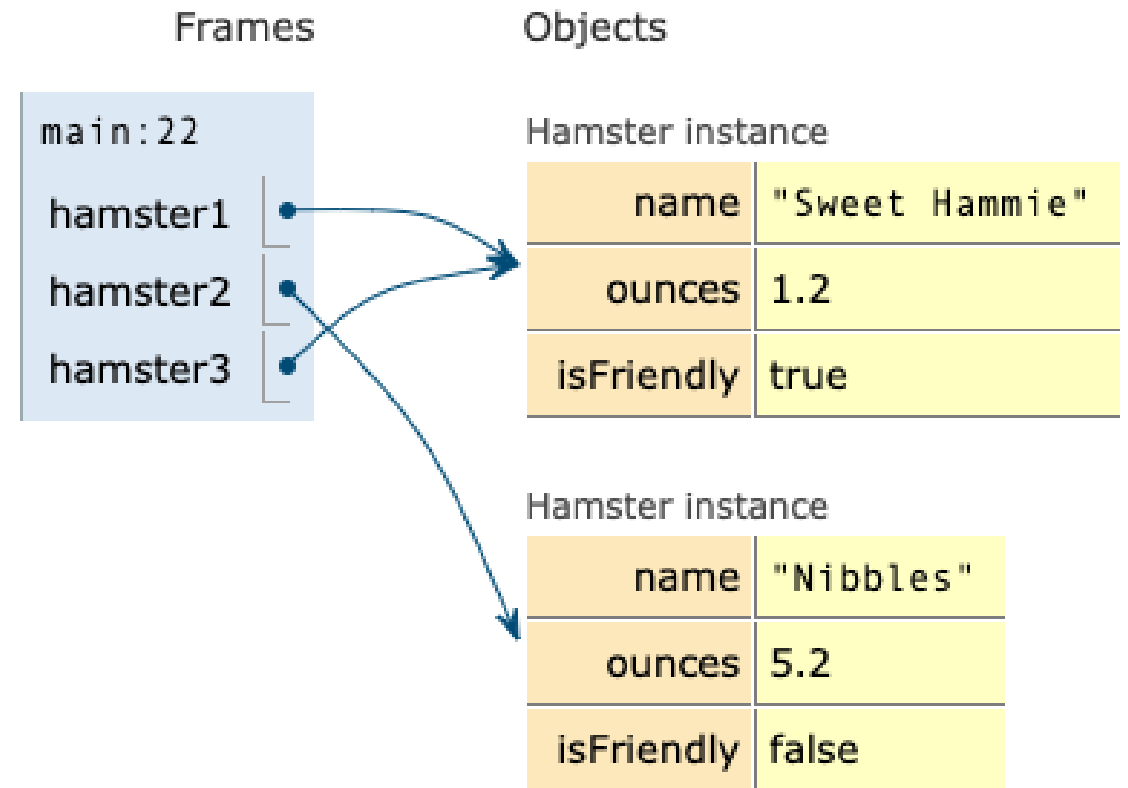 Frames
Objects
main:22
hamster1
hamster2
hamster3
Hamster instance
name "Sweet Hammie"
ounces 1.2
isFriendly true
Hamster instance
name "Nibbles"
ounces 5.2
isFriendly false